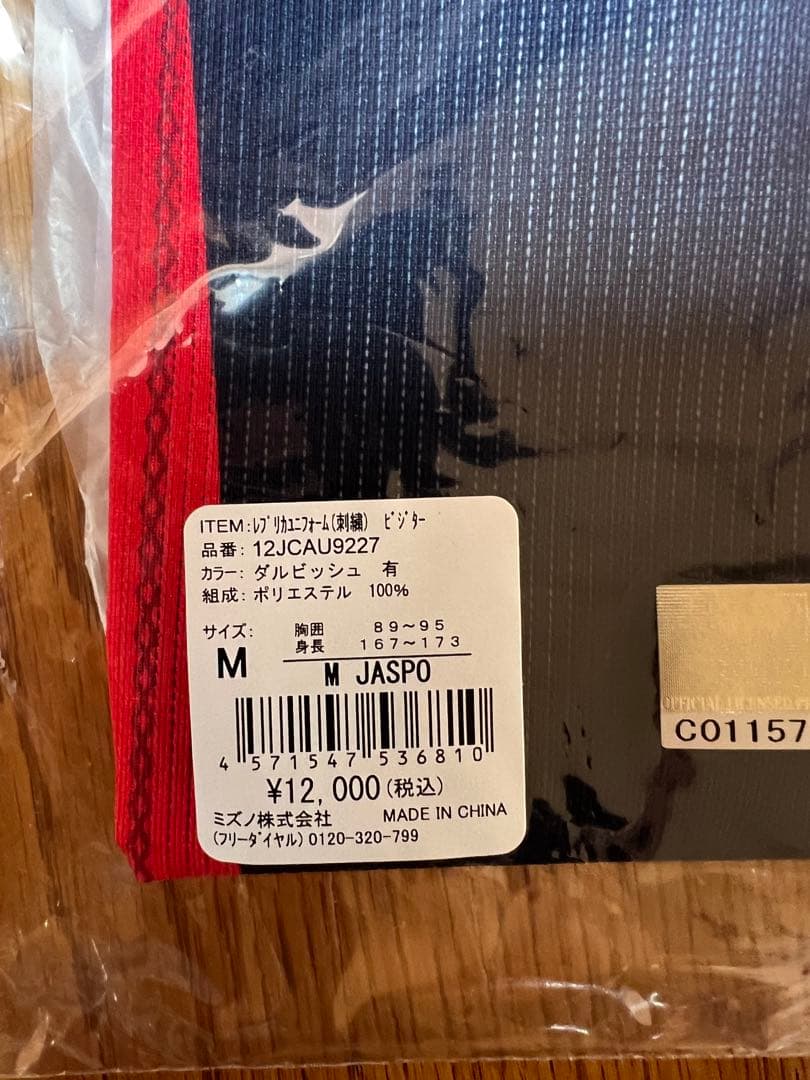 ITEM:ﾚﾌﾟﾘｶﾕﾆﾌｫｰﾑ(刺繍) ﾋﾞｼﾞﾀｰ
品番: 12JCAU9227
ｶﾗｰ: ダルビッシュ 有
組成: ポリエステル 100%
サイズ: 胸囲 89～95
身長 167～173
M
M JASPO
4 571547 536810
¥12,000(税込)
ミズノ株式会社 MADE IN CHINA
(ﾌﾘｰﾀﾞｲﾔﾙ) 0120-320-799
OFFICIAL LICENSED
C01157